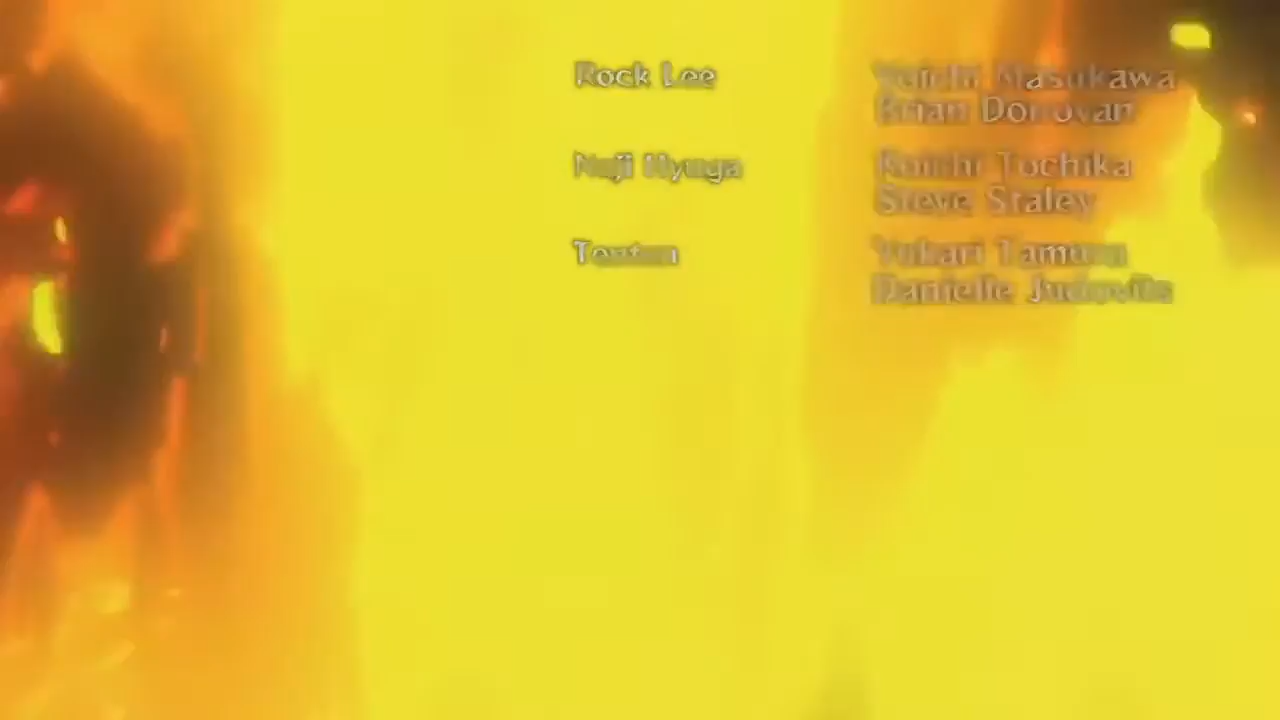 Rock Lee Yoichi Masukawa
Brian Donovan
Neji Hyuga Koichi Tochika
Steve Staley
Tenten Yukari Tamura
Danielle Judovits